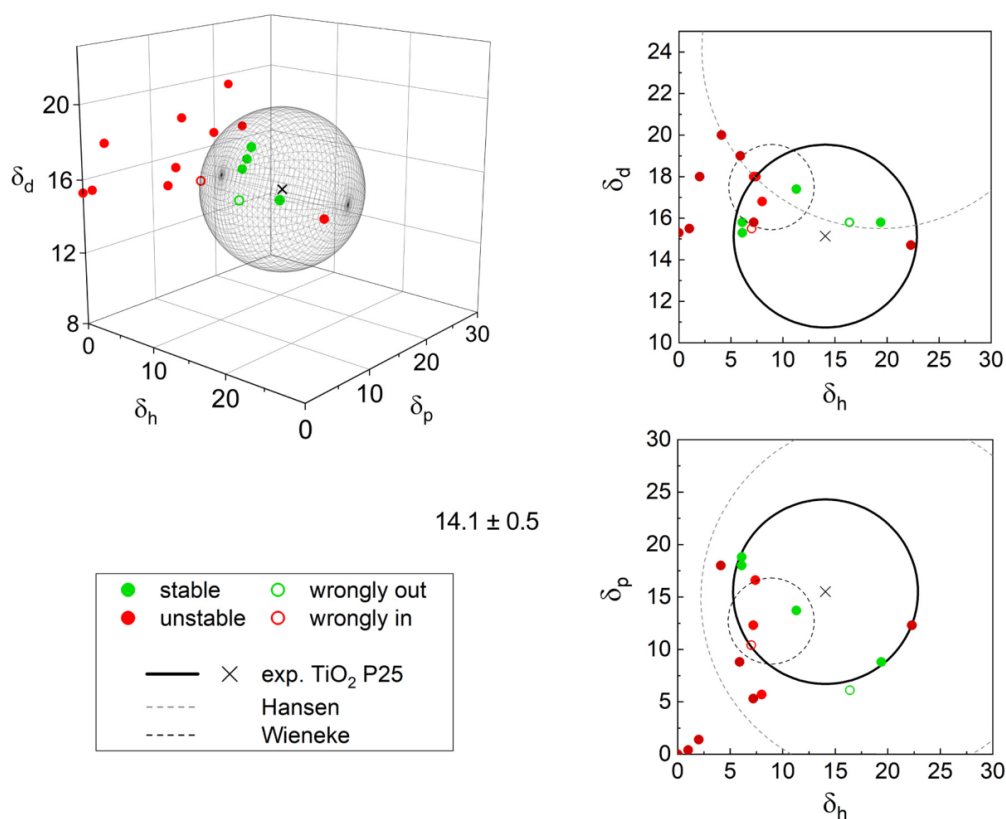 20
16
12
8
δd
0
10
20
δh
0
10
20
30
δp
24
22
20
18
16
14
12
10
δd
0 5 10 15 20 25 30
δh
30
25
20
15
10
5
0
δp
0 5 10 15 20 25 30
δh
14.1 ± 0.5
stable wrongly out
unstable wrongly in
exp. TiO₂ P25
Hansen
Wieneke